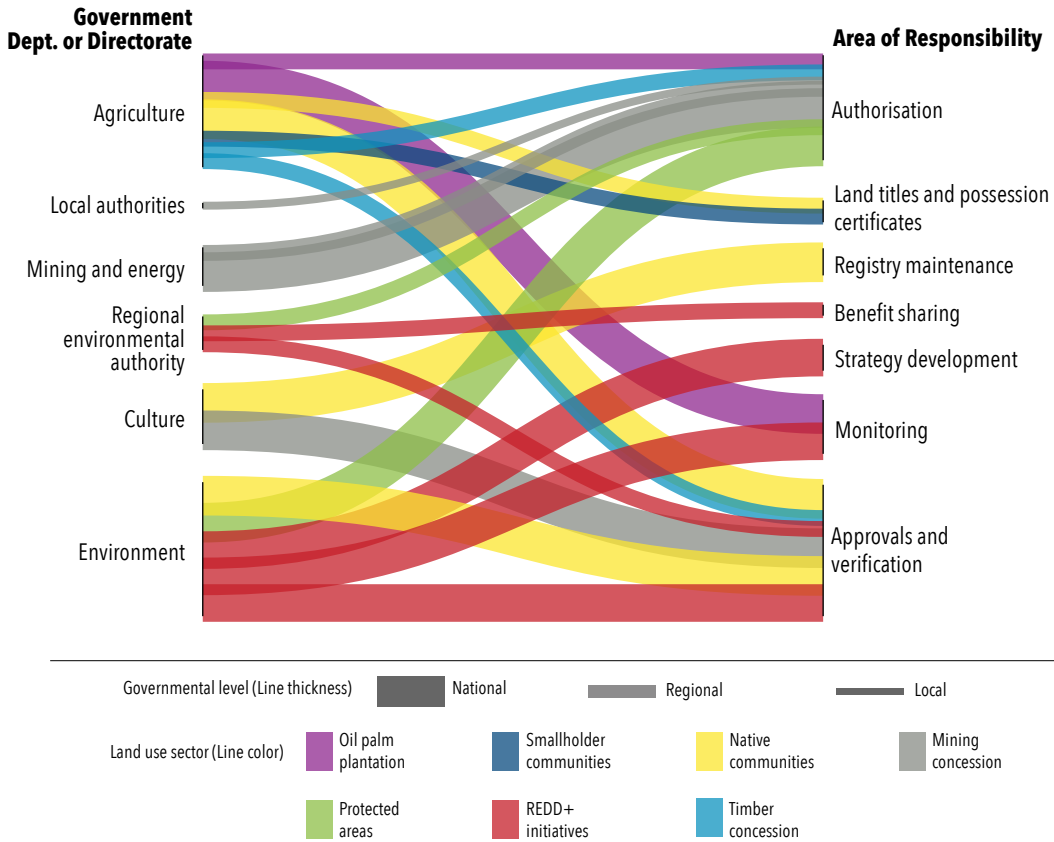 Government
Dept. or Directorate
Area of Responsibility
Agriculture
Local authorities
Mining and energy
Regional
environmental
authority
Culture
Environment
Authorisation
Land titles and possession
certificates
Registry maintenance
Benefit sharing
Strategy development
Monitoring
Approvals and
verification
Governmental level (Line thickness)
National
Regional
Local
Land use sector (Line color)
Oil palm
plantation
Smallholder
communities
Native
communities
Mining
concession
Protected
areas
REDD+
initiatives
Timber
concession